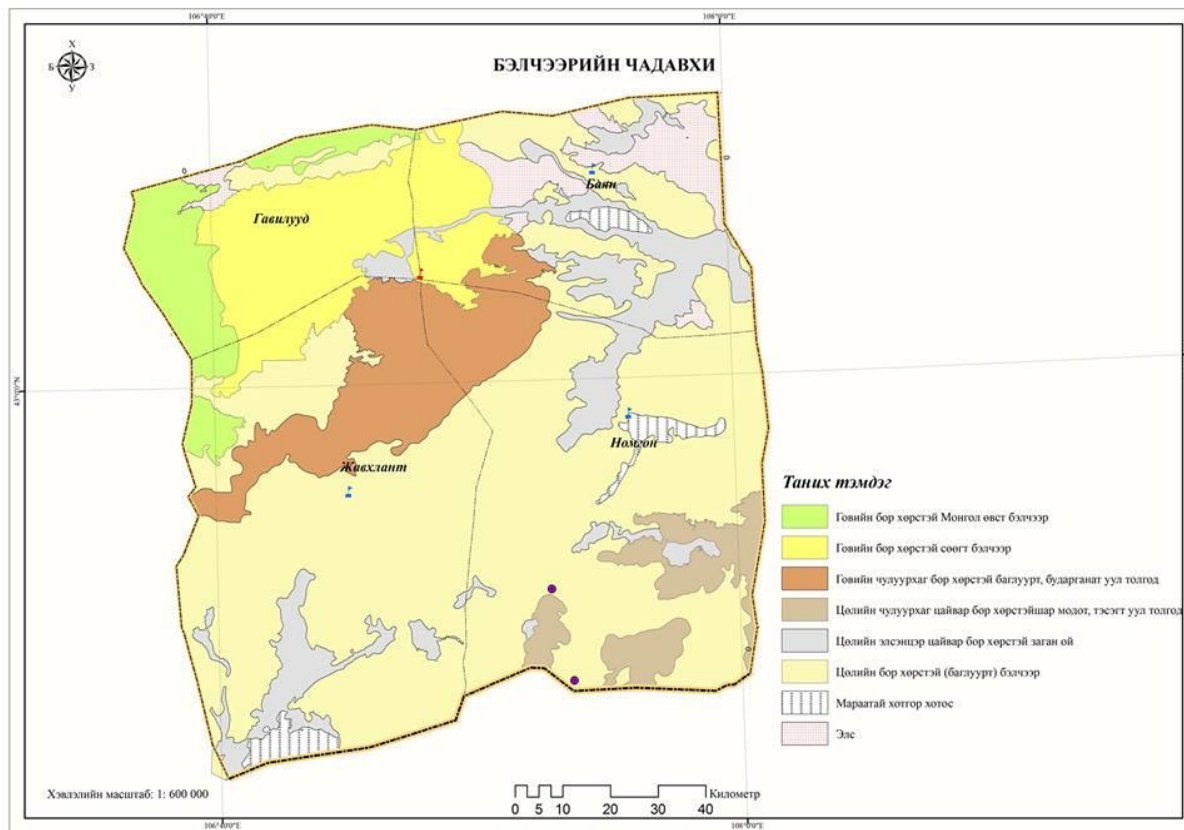 106°40'0"E
108°0'0"E
БЭЛЧЭЭРИЙН ЧАДАВХИ
Х
Б
З
У
Баян
Гавилууд
43°0'0"N
Номгон
Жавхлант
Таних тэмдэг
Говийн бор хөрстэй Монгол өвст бэлчээр
Говийн бор хөрстэй сөөгт бэлчээр
Говийн чулуурхаг бор хөрстэй баглуурт, бударганат уул толгод
Цөлийн чулуурхаг цайвар бор хөрстэйшар модот, тэсэгт уул толгод
Цөлийн элсэнцэр цайвар бор хөрстэй заган ой
Цөлийн бор хөрстэй (баглуурт) бэлчээр
Мараатай хотгор хотос
Элс
Хэвлэлийн масштаб: 1: 600 000
Километр
0 5 10 20 30 40
106°40'0"E
108°0'0"E